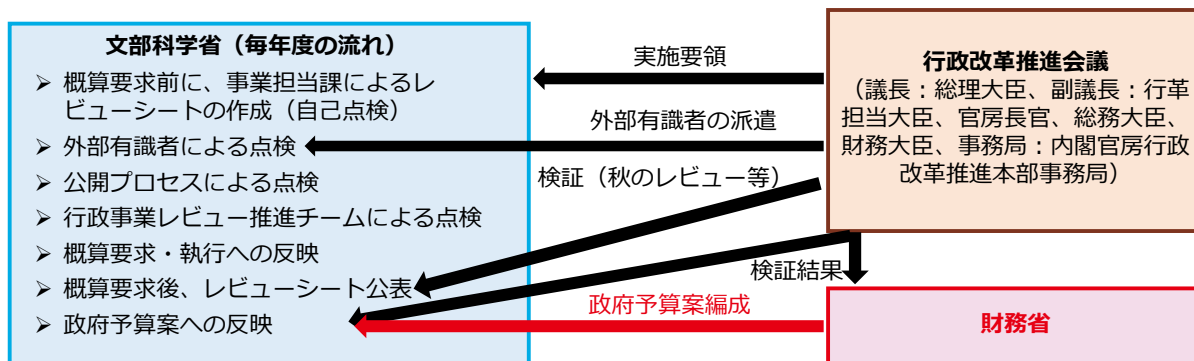 文部科学省（毎年度の流れ）
➢ 概算要求前に、事業担当課によるレ
ビューシートの作成（自己点検）
➢ 外部有識者による点検
➢ 公開プロセスによる点検
➢ 行政事業レビュー推進チームによる点検
➢ 概算要求・執行への反映
➢ 概算要求後、レビューシート公表
➢ 政府予算案への反映
実施要領
外部有識者の派遣
検証（秋のレビュー等）
検証結果
政府予算案編成
行政改革推進会議
（議長：総理大臣、副議長：行革
担当大臣、官房長官、総務大臣、
財務大臣、事務局：内閣官房行政
改革推進本部事務局）
財務省